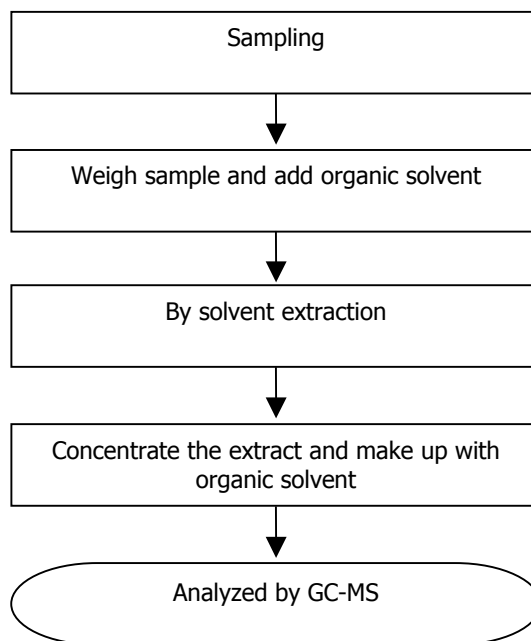 Sampling
Weigh sample and add organic solvent
By solvent extraction
Concentrate the extract and make up with
organic solvent
Analyzed by GC-MS